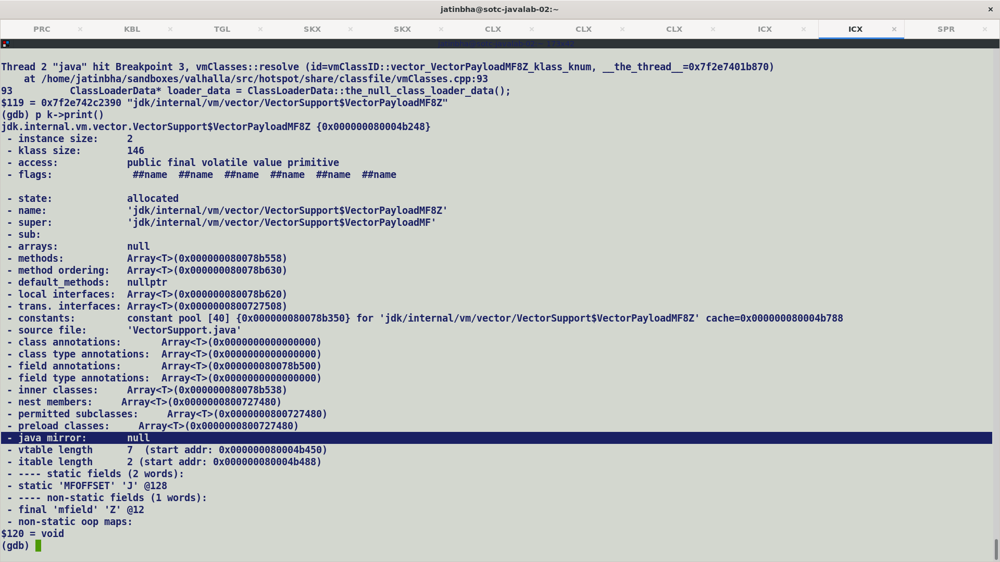 jatinbha@sotc-javalab-02:~
PRC KBL TGL SKX SKX CLX CLX CLX ICX ICX SPR
jatinbha@sotc-javalab-02:~ 173x42
Thread 2 "java" hit Breakpoint 3, vmClasses::resolve (id=vmClassID::vector_VectorPayloadMF8Z_klass_knum, __the_thread__=0x7f2e7401b870)
    at /home/jatinbha/sandboxes/valhalla/src/hotspot/share/classfile/vmClasses.cpp:93
93          ClassLoaderData* loader_data = ClassLoaderData::the_null_class_loader_data();
$119 = 0x7f2e742c2390 "jdk/internal/vm/vector/VectorSupport$VectorPayloadMF8Z"
(gdb) p k->print()
jdk.internal.vm.vector.VectorSupport$VectorPayloadMF8Z {0x000000080004b248}
 - instance size:     2
 - klass size:        146
 - access:            public final volatile value primitive
 - flags:              ##name  ##name  ##name  ##name  ##name  ##name
 - state:             allocated
 - name:              'jdk/internal/vm/vector/VectorSupport$VectorPayloadMF8Z'
 - super:             'jdk/internal/vm/vector/VectorSupport$VectorPayloadMF'
 - sub:
 - arrays:            null
 - methods:           Array<T>(0x000000080078b558)
 - method ordering:   Array<T>(0x000000080078b630)
 - default_methods:   nullptr
 - local interfaces:  Array<T>(0x000000080078b620)
 - trans. interfaces: Array<T>(0x0000000800727508)
 - constants:         constant pool [40] {0x000000080078b350} for 'jdk/internal/vm/vector/VectorSupport$VectorPayloadMF8Z' cache=0x000000080004b788
 - source file:       'VectorSupport.java'
 - class annotations:       Array<T>(0x0000000000000000)
 - class type annotations:  Array<T>(0x0000000000000000)
 - field annotations:       Array<T>(0x000000080078b500)
 - field type annotations:  Array<T>(0x0000000000000000)
 - inner classes:     Array<T>(0x000000080078b538)
 - nest members:     Array<T>(0x0000000800727480)
 - permitted subclasses:     Array<T>(0x0000000800727480)
 - preload classes:     Array<T>(0x0000000800727480)
 - java mirror:       null
 - vtable length      7  (start addr: 0x000000080004b450)
 - itable length      2 (start addr: 0x000000080004b488)
 - ---- static fields (2 words):
 - static 'MFOFFSET' 'J' @128
 - ---- non-static fields (1 words):
 - final 'mfield' 'Z' @12
 - non-static oop maps:
$120 = void
(gdb)